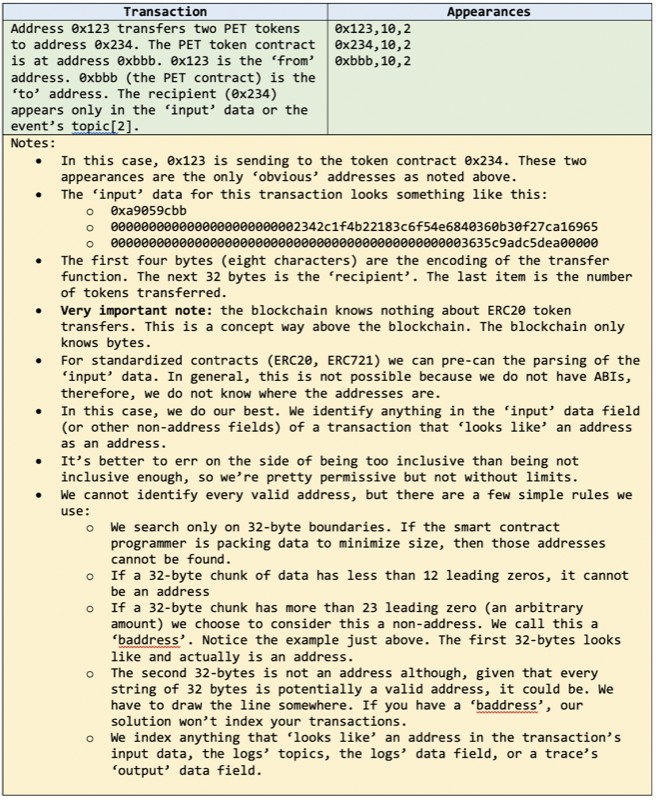 Transaction
Appearances
Address 0x123 transfers two PET tokens
to address 0x234. The PET token contract
is at address 0xbbb. 0x123 is the ‘from’
address. 0xbbb (the PET contract) is the
‘to’ address. The recipient (0x234)
appears only in the ‘input’ data or the
event’s topic[2].
0x123,10,2
0x234,10,2
0xbbb,10,2
Notes:
• In this case, 0x123 is sending to the token contract 0x234. These two
appearances are the only ‘obvious’ addresses as noted above.
• The ‘input’ data for this transaction looks something like this:
o 0xa9059cbb
o 0000000000000000000000002342c1f4b22183c6f54e6840360b30f27ca16965
o 0000000000000000000000000000000000000000000003635c9adc5dea00000
• The first four bytes (eight characters) are the encoding of the transfer
function. The next 32 bytes is the ‘recipient’. The last item is the number
of tokens transferred.
• Very important note: the blockchain knows nothing about ERC20 token
transfers. This is a concept way above the blockchain. The blockchain only
knows bytes.
• For standardized contracts (ERC20, ERC721) we can pre-can the parsing of the
‘input’ data. In general, this is not possible because we do not have ABIs,
therefore, we do not know where the addresses are.
• In this case, we do our best. We identify anything in the ‘input’ data field
(or other non-address fields) of a transaction that ‘looks like’ an address
as an address.
• It’s better to err on the side of being too inclusive than being not
inclusive enough, so we’re pretty permissive but not without limits.
• We cannot identify every valid address, but there are a few simple rules we
use:
o We search only on 32-byte boundaries. If the smart contract
programmer is packing data to minimize size, then those addresses
cannot be found.
o If a 32-byte chunk of data has less than 12 leading zeros, it cannot
be an address
o If a 32-byte chunk has more than 23 leading zero (an arbitrary
amount) we choose to consider this a non-address. We call this a
‘baddress’. Notice the example just above. The first 32-bytes looks
like and actually is an address.
o The second 32-bytes is not an address although, given that every
string of 32 bytes is potentially a valid address, it could be. We
have to draw the line somewhere. If you have a ‘baddress’, our
solution won’t index your transactions.
o We index anything that ‘looks like’ an address in the transaction’s
input data, the logs’ topics, the logs’ data field, or a trace’s
‘output’ data field.